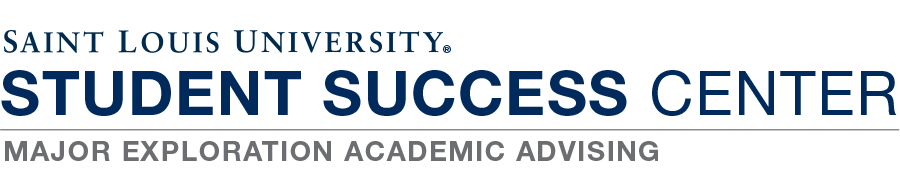 SAINT LOUIS UNIVERSITY®
STUDENT SUCCESS CENTER
MAJOR EXPLORATION ACADEMIC ADVISING